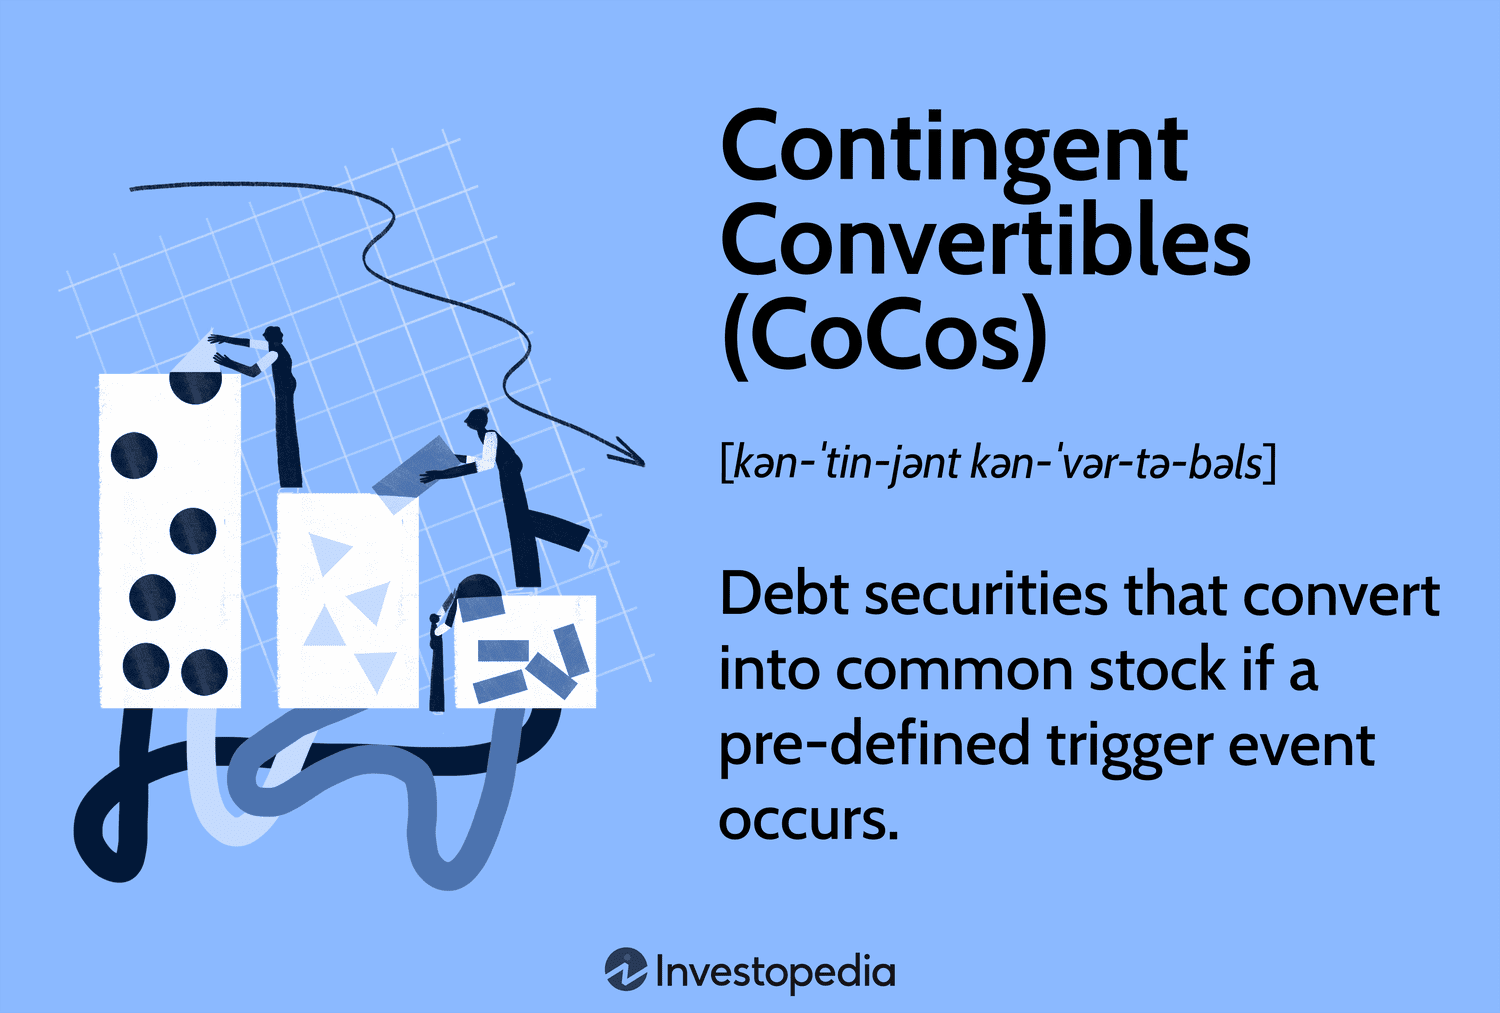 Contingent
Convertibles
(CoCos)
[kən-ˈtin-jənt kən-ˈvər-tə-bəls]
Debt securities that convert
into common stock if a
pre-defined trigger event
occurs.
Investopedia